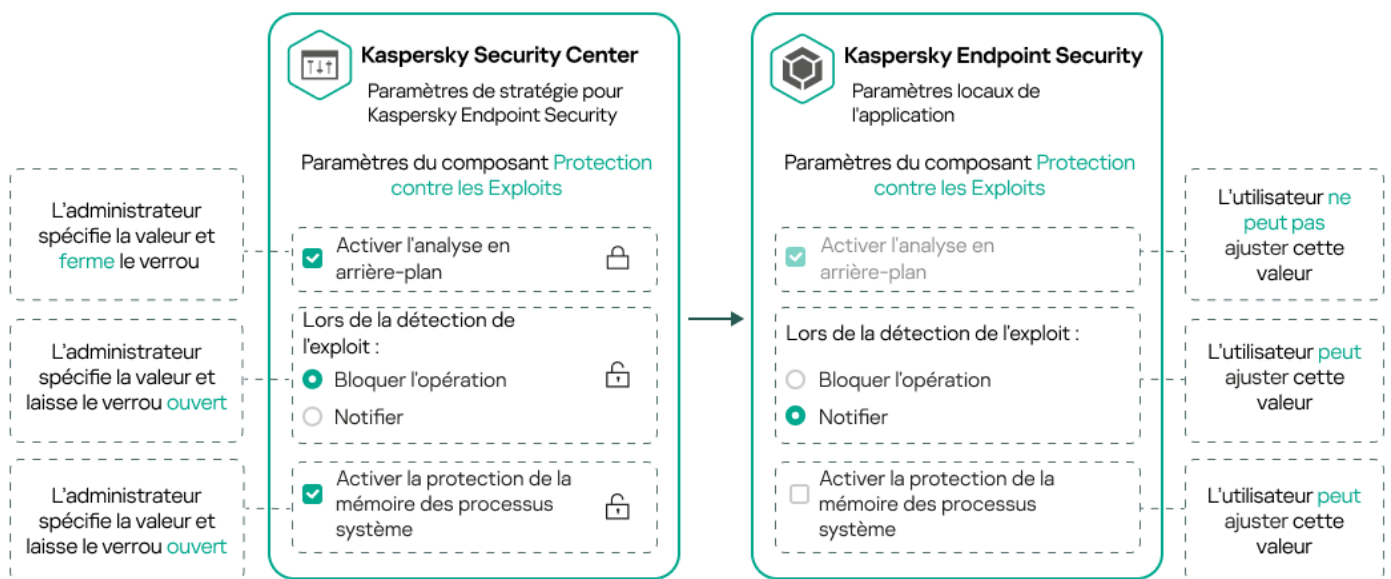 Kaspersky Security Center
Paramètres de stratégie pour
Kaspersky Endpoint Security
Paramètres du composant Protection
contre les Exploits
L'administrateur
spécifie la valeur et
ferme le verrou
Activer l'analyse en
arrière-plan
L'administrateur
spécifie la valeur et
laisse le verrou ouvert
Lors de la détection de
l'exploit :
Bloquer l'opération
Notifier
L'administrateur
spécifie la valeur et
laisse le verrou ouvert
Activer la protection de la
mémoire des processus
système
Kaspersky Endpoint Security
Paramètres locaux de
l'application
Paramètres du composant Protection
contre les Exploits
Activer l'analyse en
arrière-plan
L'utilisateur ne
peut pas
ajuster cette
valeur
Lors de la détection de l'exploit :
Bloquer l'opération
Notifier
L'utilisateur peut
ajuster cette
valeur
Activer la protection de la
mémoire des processus
système
L'utilisateur peut
ajuster cette
valeur